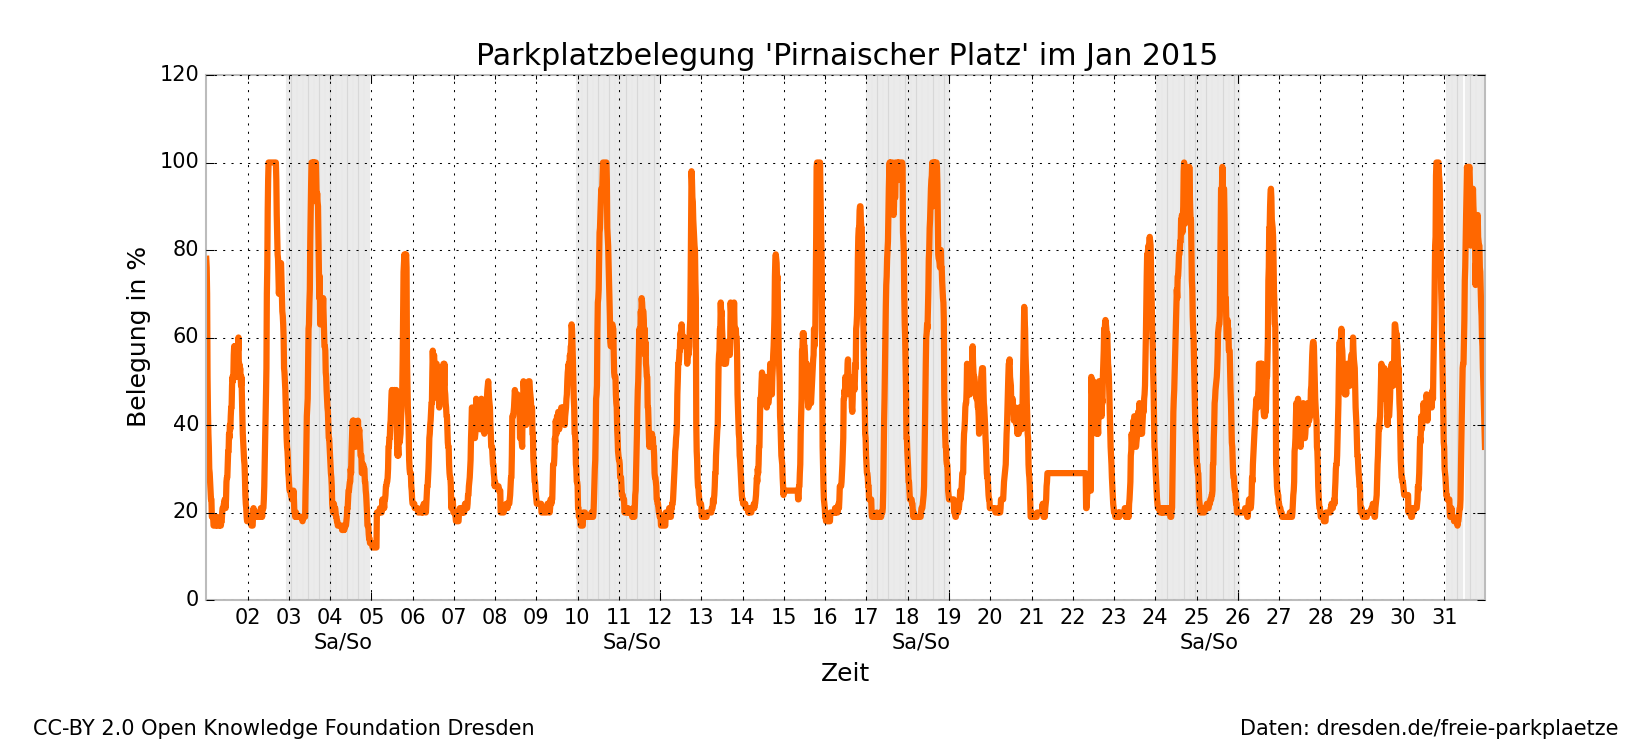 Parkplatzbelegung 'Pirnaischer Platz' im Jan 2015
120
100
80
60
40
20
0
Belegung in %
02 03 04 05 06 07 08 09 10 11 12 13 14 15 16 17 18 19 20 21 22 23 24 25 26 27 28 29 30 31
Sa/So Sa/So Sa/So Sa/So
Zeit
CC-BY 2.0 Open Knowledge Foundation Dresden
Daten: dresden.de/freie-parkplaetze